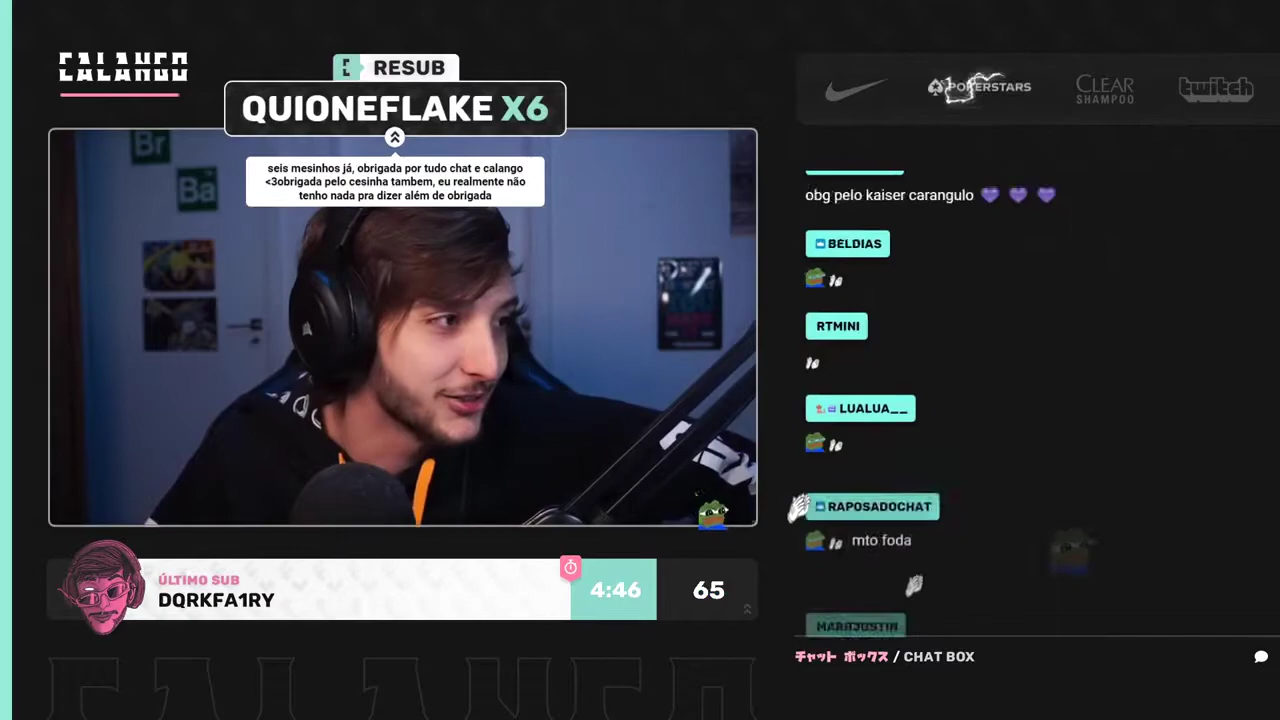 CALANGO
RESUB
QUIONEFLAKE X6
seis mesinhos já, obrigada por tudo chat e calango
<3obrigada pelo cesinha tambem, eu realmente não
tenho nada pra dizer além de obrigada
Br
Ba
POKERSTARS
CLEAR
SHAMPOO
twitch
obg pelo kaiser carangulo
BELDIAS
RTMINI
LUALUA__
RAPOSADOCHAT
mto foda
MARAJUSTIN
ÚLTIMO SUB
DQRKFA1RY
4:46
65
チャット ボックス / CHAT BOX
CALANGO